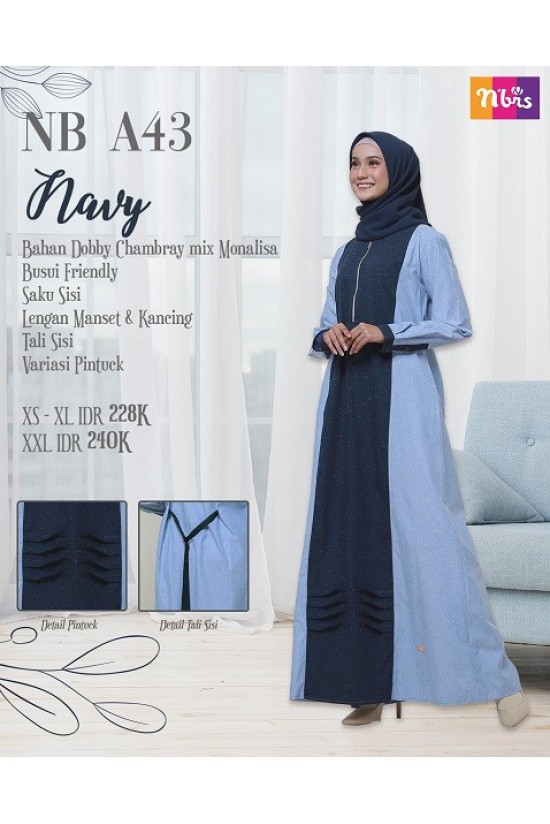 N'brs
NB A43
Navy
Bahan Dobby Chambray mix Monalisa
Busui Friendly
Saku Sisi
Lengan Manset & Kancing
Tali Sisi
Variasi Pintuck
XS - XL IDR 228K
XXL IDR 240K
Detail Pintuck
Detail Tali Sisi